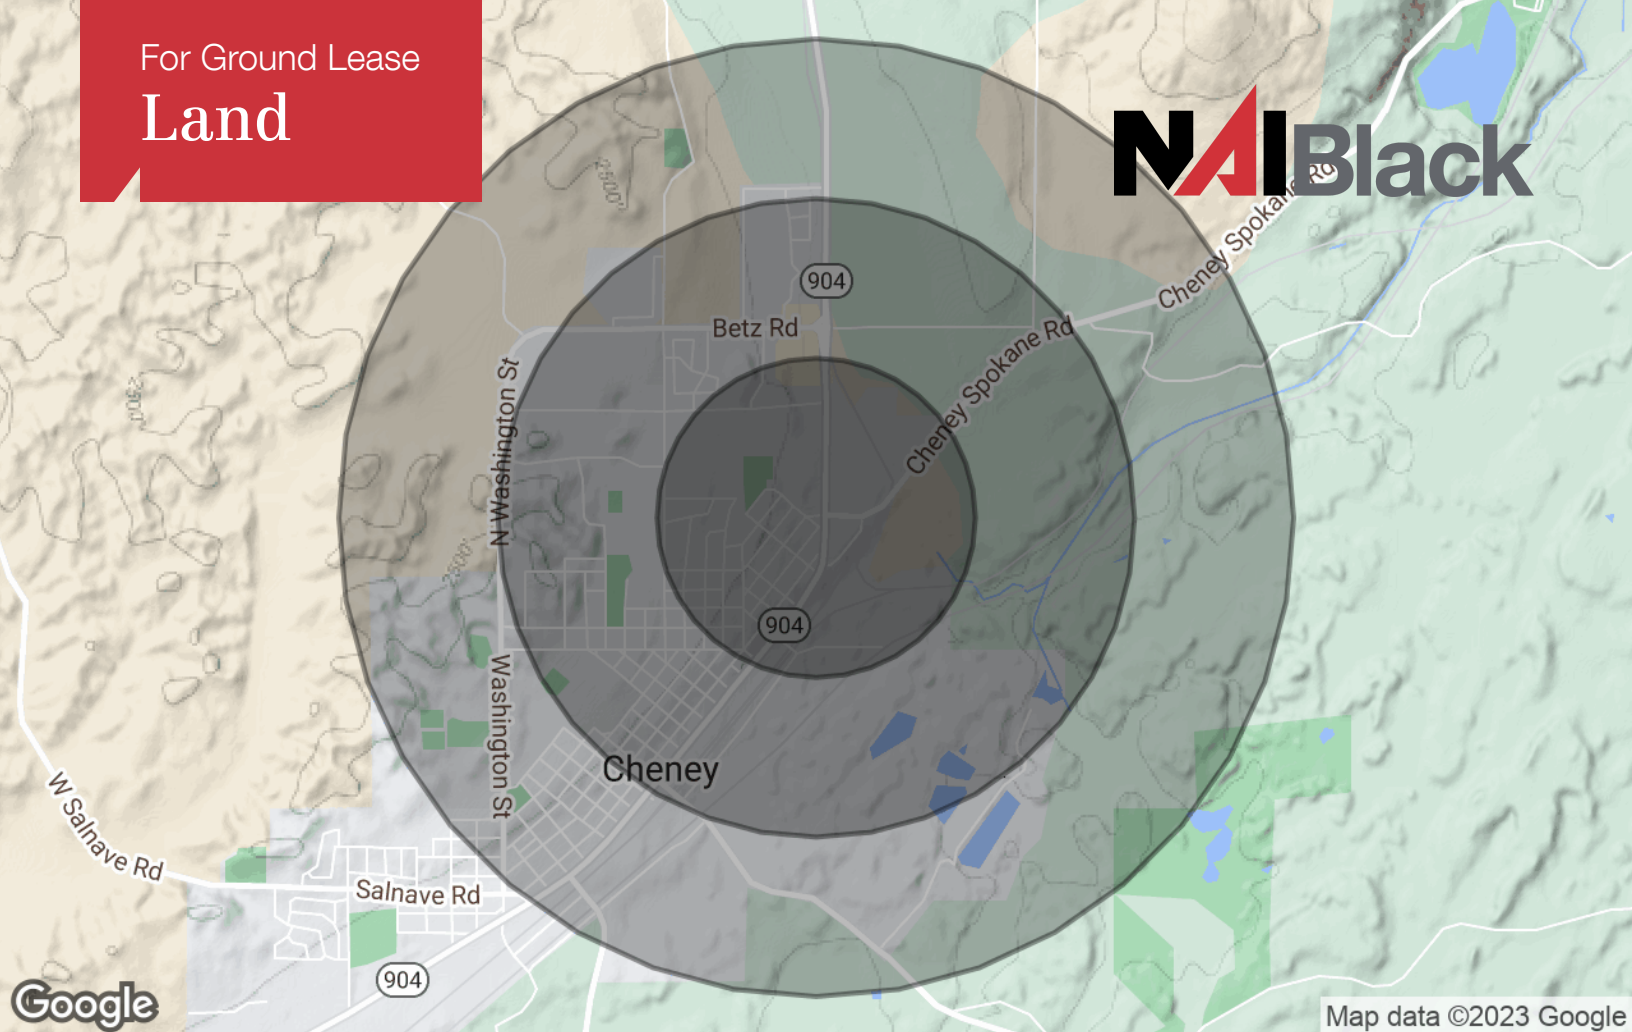 For Ground Lease
Land
NAIBlack
2500'
Cheney Spokane Rd
904
Betz Rd
Cheney Spokane Rd
N Washington St
2500'
2500'
904
Washington St
Cheney
W Salnave Rd
Salnave Rd
904
Google
Map data ©2023 Google